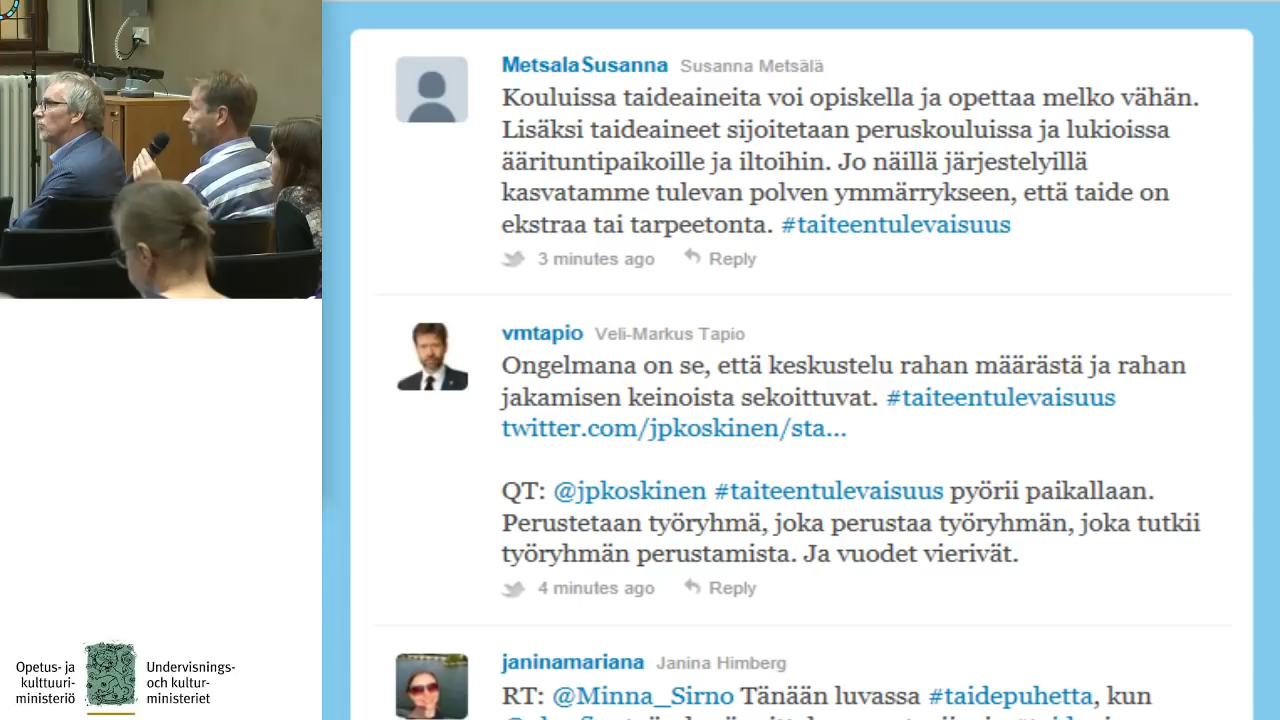 MetsalaSusanna Susanna Metsälä
Kouluissa taideaineita voi opiskella ja opettaa melko vähän.
Lisäksi taideaineet sijoitetaan peruskouluissa ja lukioissa
äärituntipaikoille ja iltoihin. Jo näillä järjestelyillä
kasvatamme tulevan polven ymmärrykseen, että taide on
ekstraa tai tarpeetonta. #taiteentulevaisuus
3 minutes ago Reply
vmtapio Veli-Markus Tapio
Ongelmana on se, että keskustelu rahan määrästä ja rahan
jakamisen keinoista sekoittuvat. #taiteentulevaisuus
twitter.com/jpkoskinen/sta...
QT: @jpkoskinen #taiteentulevaisuus pyörii paikallaan.
Perustetaan työryhmä, joka perustaa työryhmän, joka tutkii
työryhmän perustamista. Ja vuodet vierivät.
4 minutes ago Reply
janinamariana Janina Himberg
RT: @Minna_Sirno Tänään luvassa #taidepuhetta, kun
Opetus- ja
kulttuuri-
ministeriö
Undervisnings-
och kultur-
ministeriet